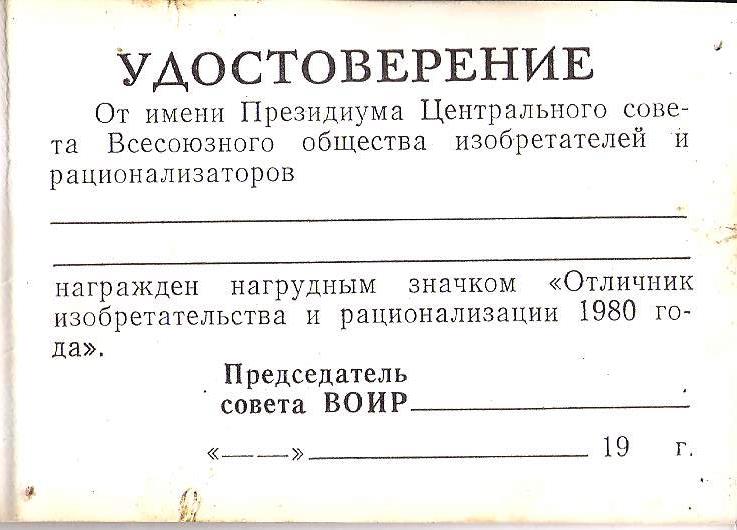 УДОСТОВЕРЕНИЕ
От имени Президиума Центрального сове-
та Всесоюзного общества изобретателей и
рационализаторов
награжден нагрудным значком «Отличник
изобретательства и рационализации 1980 го-
да».
Председатель
совета ВОИР
«——» 19 г.